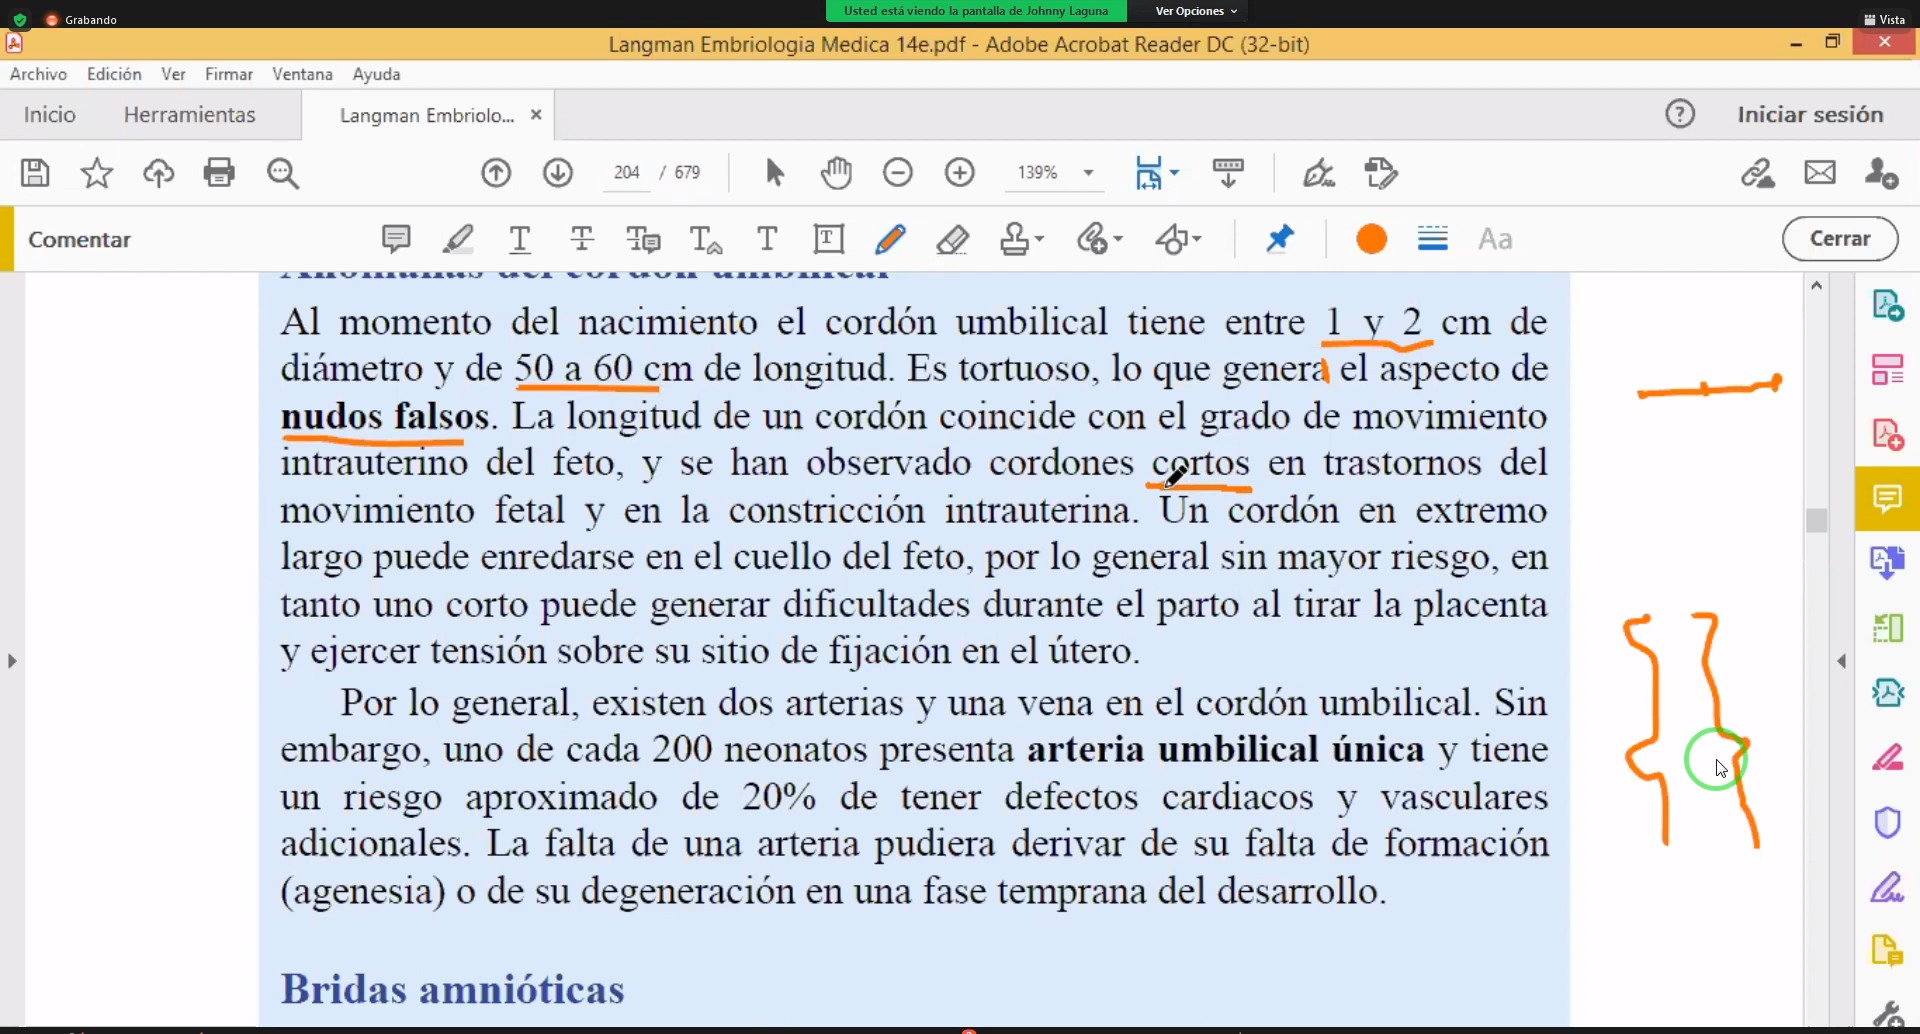 Grabando
Usted está viendo la pantalla de Johnny Laguna
Ver Opciones
Vista
Langman Embriologia Medica 14e.pdf - Adobe Acrobat Reader DC (32-bit)
Archivo Edición Ver Firmar Ventana Ayuda
Inicio Herramientas Langman Embriolo... Iniciar sesión
204 / 679 139%
Comentar Aa Cerrar
Anomalías del cordón umbilical
Al momento del nacimiento el cordón umbilical tiene entre 1 y 2 cm de
diámetro y de 50 a 60 cm de longitud. Es tortuoso, lo que genera el aspecto de
nudos falsos. La longitud de un cordón coincide con el grado de movimiento
intrauterino del feto, y se han observado cordones cortos en trastornos del
movimiento fetal y en la constricción intrauterina. Un cordón en extremo
largo puede enredarse en el cuello del feto, por lo general sin mayor riesgo, en
tanto uno corto puede generar dificultades durante el parto al tirar la placenta
y ejercer tensión sobre su sitio de fijación en el útero.
Por lo general, existen dos arterias y una vena en el cordón umbilical. Sin
embargo, uno de cada 200 neonatos presenta arteria umbilical única y tiene
un riesgo aproximado de 20% de tener defectos cardiacos y vasculares
adicionales. La falta de una arteria pudiera derivar de su falta de formación
(agenesia) o de su degeneración en una fase temprana del desarrollo.
Bridas amnióticas